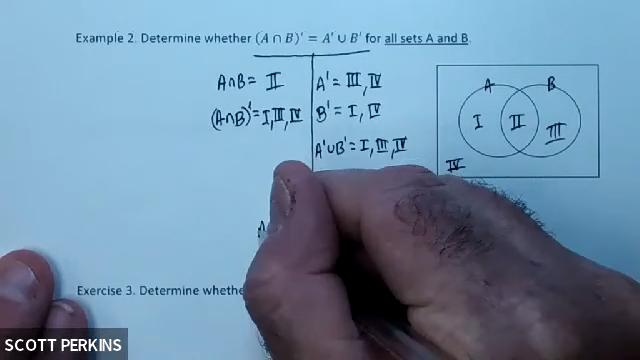 Example 2. Determine whether (A ∩ B)′ = A′ ∪ B′ for all sets A and B.
A∩B = II
(A∩B)′ = I, III, IV
A′ = III, IV
B′ = I, IV
A′∪B′ = I, III, IV
A B
I II III
IV
Exercise 3. Determine
SCOTT PERKINS